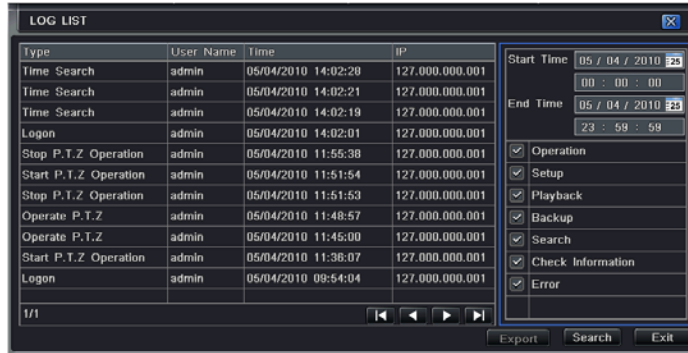 LOG LIST
Type User Name Time IP
Time Search admin 05/04/2010 14:02:28 127.000.000.001
Time Search admin 05/04/2010 14:02:21 127.000.000.001
Time Search admin 05/04/2010 14:02:19 127.000.000.001
Logon admin 05/04/2010 14:02:01 127.000.000.001
Stop P.T.Z Operation admin 05/04/2010 11:55:38 127.000.000.001
Start P.T.Z Operation admin 05/04/2010 11:51:54 127.000.000.001
Stop P.T.Z Operation admin 05/04/2010 11:51:53 127.000.000.001
Operate P.T.Z admin 05/04/2010 11:48:57 127.000.000.001
Operate P.T.Z admin 05/04/2010 11:45:00 127.000.000.001
Start P.T.Z Operation admin 05/04/2010 11:36:07 127.000.000.001
Logon admin 05/04/2010 09:54:04 127.000.000.001
1/1
Start Time 05 / 04 / 2010 25
00 : 00 : 00
End Time 05 / 04 / 2010 25
23 : 59 : 59
Operation
Setup
Playback
Backup
Search
Check Information
Error
Export Search Exit